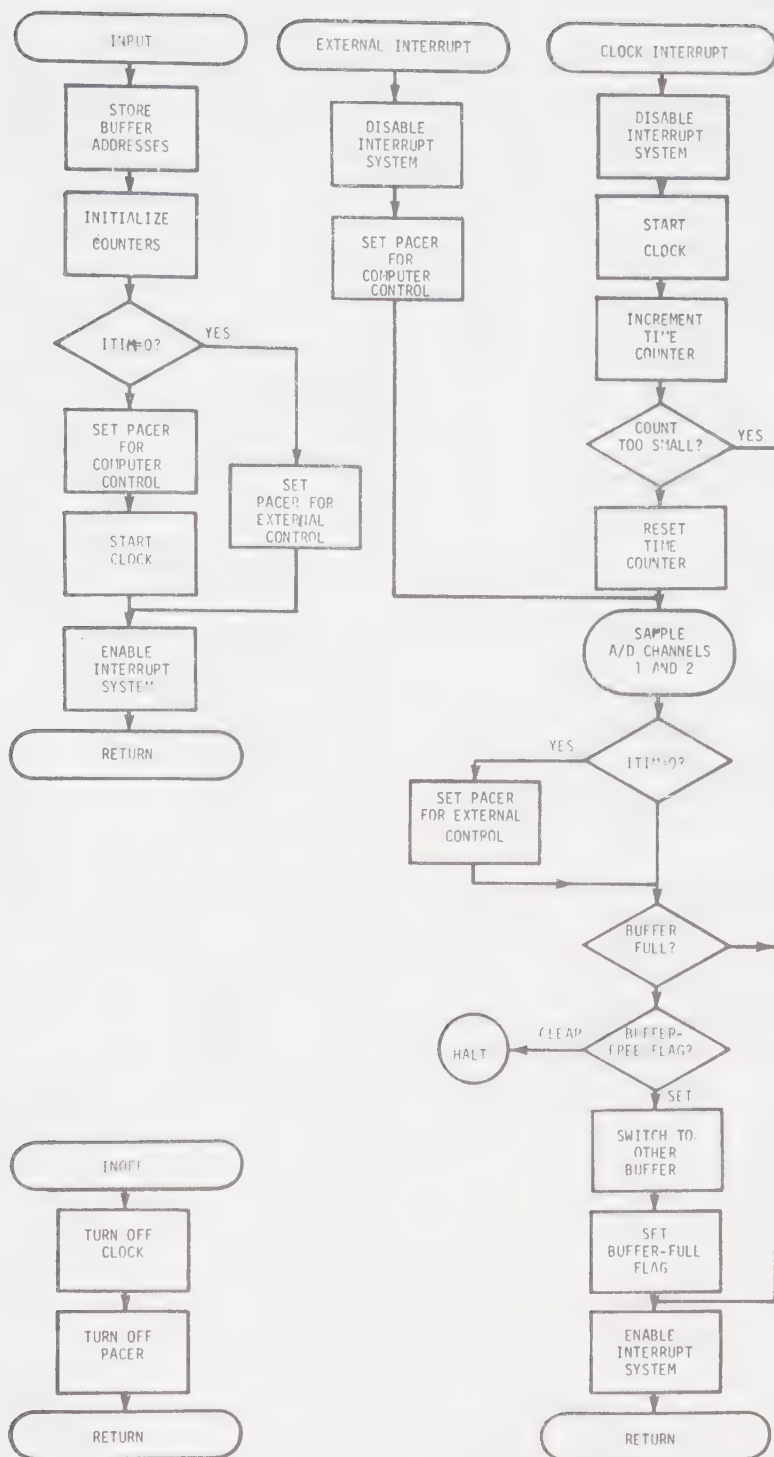 INPUT
STORE
BUFFER
ADDRESSES
INITIALIZE
COUNTERS
ITIM=0?
YES
SET PACER
FOR
COMPUTER
CONTROL
SET
PACER FOR
EXTERNAL
CONTROL
START
CLOCK
ENABLE
INTERRUPT
SYSTEM
RETURN
EXTERNAL INTERRUPT
DISABLE
INTERRUPT
SYSTEM
SET PACER
FOR
COMPUTER
CONTROL
CLOCK INTERRUPT
DISABLE
INTERRUPT
SYSTEM
START
CLOCK
INCREMENT
TIME
COUNTER
COUNT
TOO SMALL?
YES
RESET
TIME
COUNTER
SAMPLE
A/D CHANNELS
1 AND 2
ITIM=0?
YES
SET PACER
FOR EXTERNAL
CONTROL
BUFFER
FULL?
BUFFER-
FREE FLAG?
CLEAR
HALT
SET
SWITCH TO
OTHER
BUFFER
SET
BUFFER-FULL
FLAG
ENABLE
INTERRUPT
SYSTEM
RETURN
INOFF
TURN OFF
CLOCK
TURN OFF
PACER
RETURN